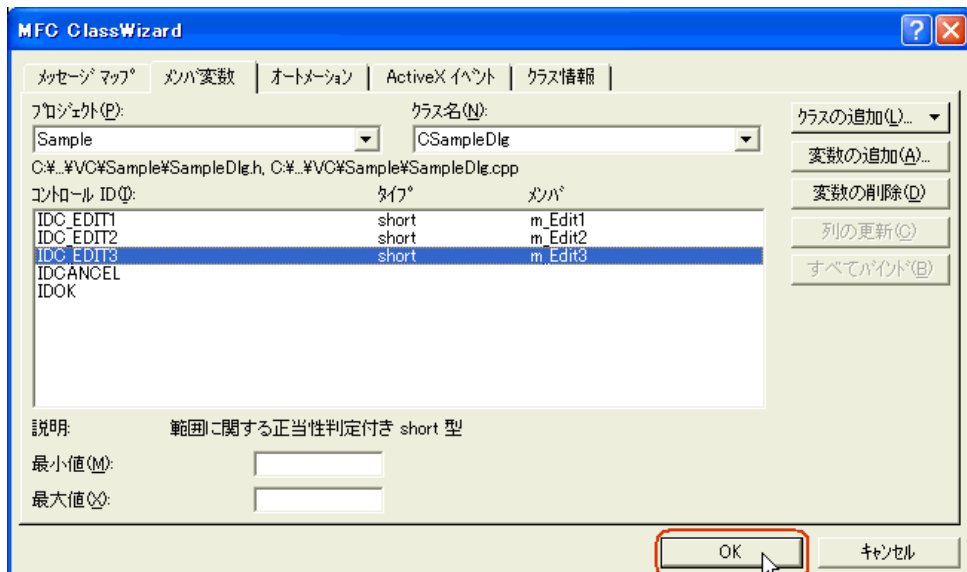 MFC ClassWizard
メッセージ マップ メンバ変数 オートメーション ActiveX イベント クラス情報
プロジェクト(P): クラス名(N):
Sample CSampleDlg
クラスの追加(L)...
C:¥...¥VC¥Sample¥SampleDlg.h, C:¥...¥VC¥Sample¥SampleDlg.cpp
変数の追加(A)...
コントロール ID(I): タイプ メンバ
変数の削除(D)
IDC_EDIT1 short m_Edit1
IDC_EDIT2 short m_Edit2
列の更新(C)
IDC_EDIT3 short m_Edit3
IDCANCEL
すべてバインド(B)
IDOK
説明: 範囲に関する正当性判定付き short 型
最小値(M):
最大値(X):
OK キャンセル